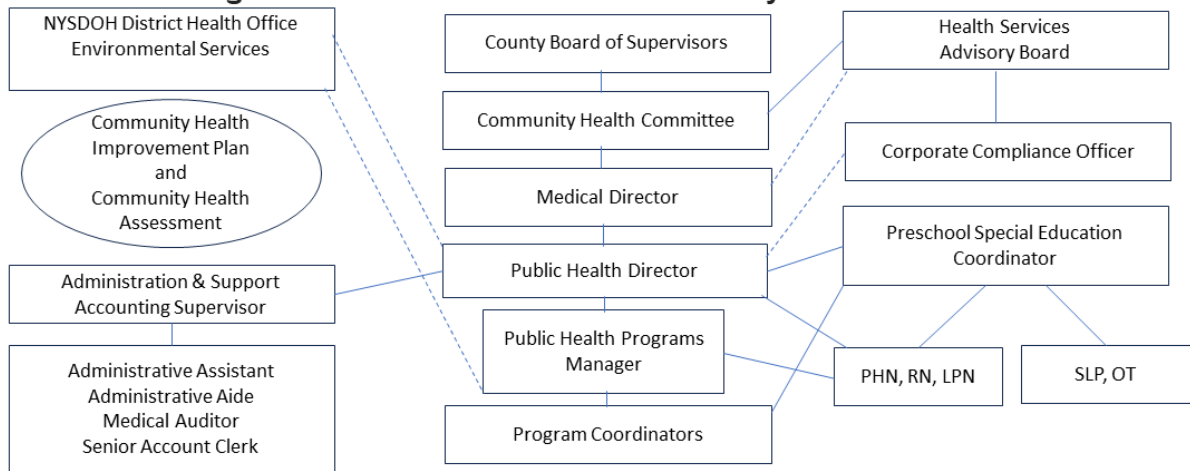 NYSDOH District Health Office
Environmental Services
Community Health
Improvement Plan
and
Community Health
Assessment
Administration & Support
Accounting Supervisor
Administrative Assistant
Administrative Aide
Medical Auditor
Senior Account Clerk
County Board of Supervisors
Community Health Committee
Medical Director
Public Health Director
Public Health Programs
Manager
Program Coordinators
Health Services
Advisory Board
Corporate Compliance Officer
Preschool Special Education
Coordinator
PHN, RN, LPN
SLP, OT